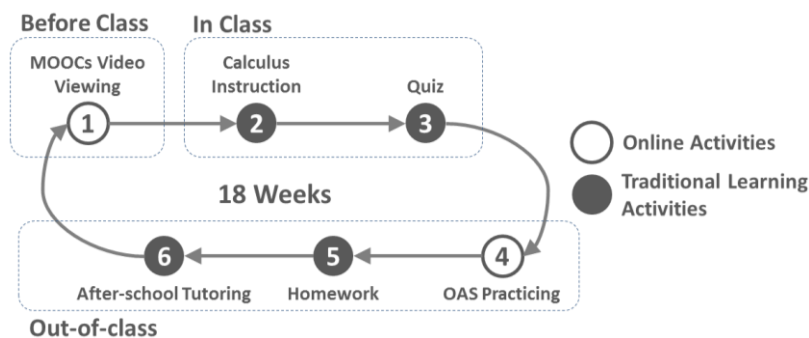 Before Class
In Class
MOOCs Video
Viewing
Calculus
Instruction
Quiz
1
2
3
Online Activities
Traditional Learning
Activities
18 Weeks
6
5
4
After-school Tutoring
Homework
OAS Practicing
Out-of-class